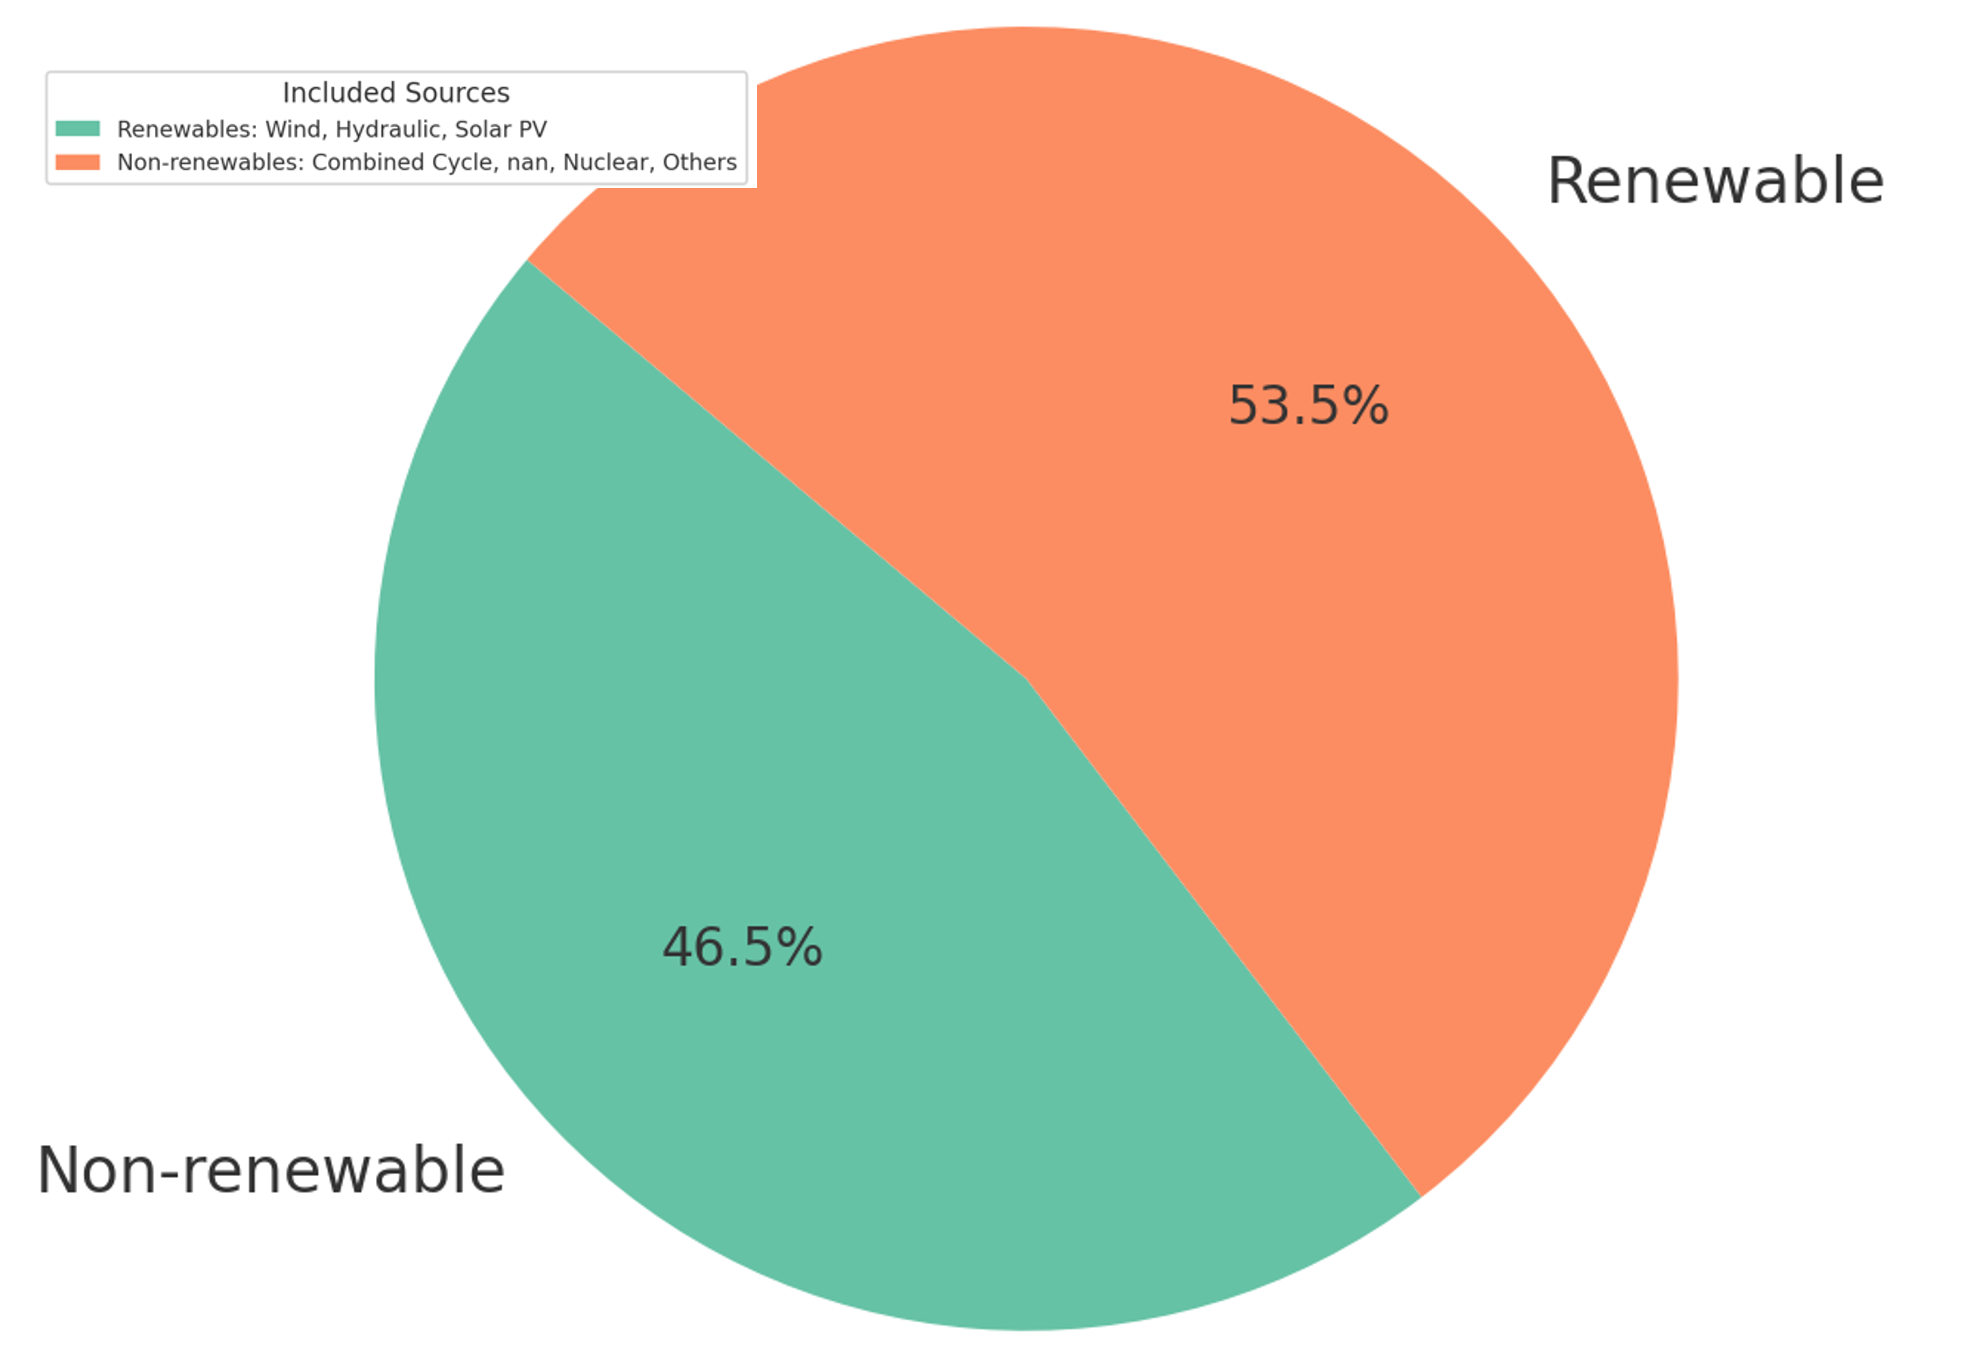 Included Sources
Renewables: Wind, Hydraulic, Solar PV
Non-renewables: Combined Cycle, nan, Nuclear, Others
Renewable
53.5%
46.5%
Non-renewable